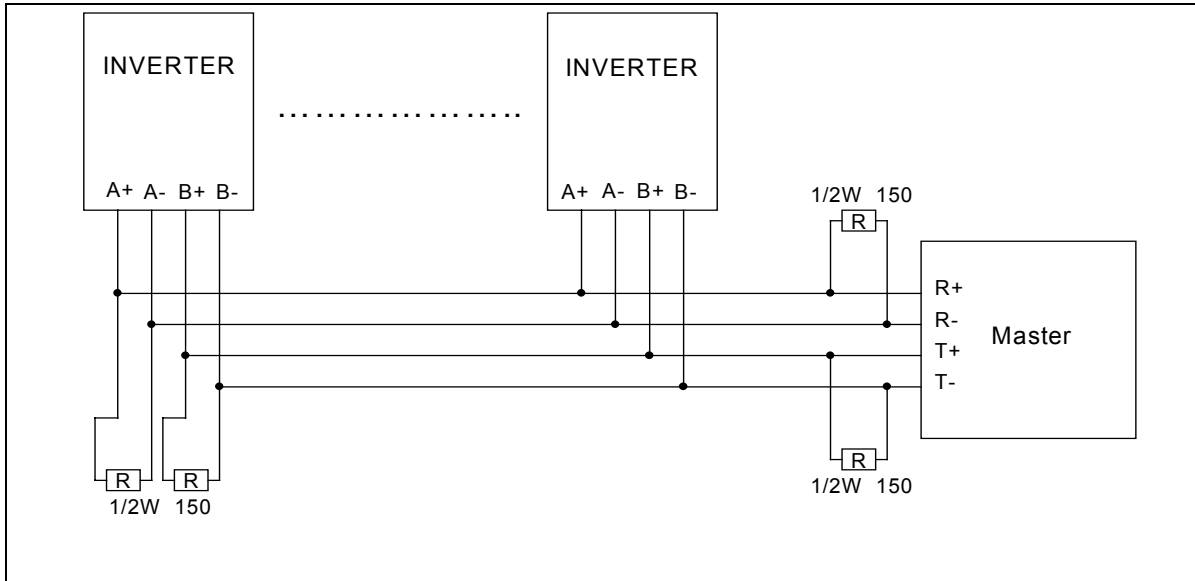 INVERTER
A+ A- B+ B-
INVERTER
A+ A- B+ B-
1/2W 150
R
R+
R-
T+
T-
Master
R
1/2W 150
R
R
1/2W 150